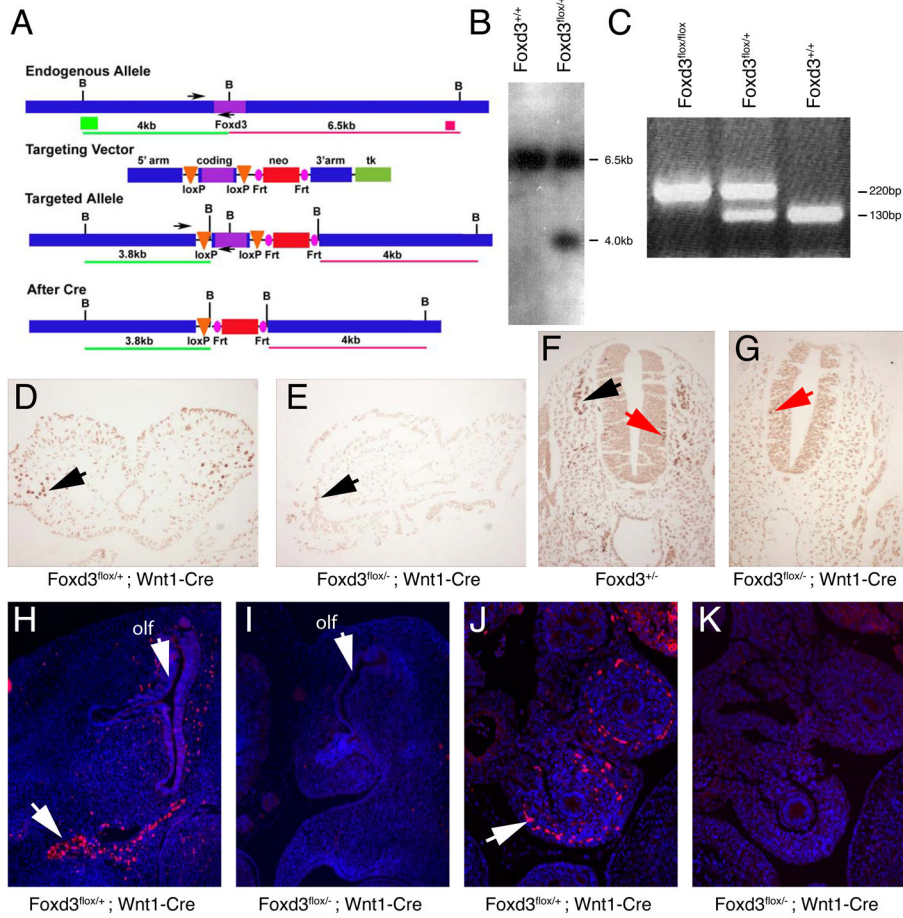 A
Endogenous Allele
B B B
4kb Foxd3 6.5kb
Targeting Vector
5' arm coding neo 3'arm tk
loxP loxP Frt Frt
Targeted Allele
B B B B
loxP loxP Frt Frt
3.8kb 4kb
After Cre
B B B B
3.8kb loxP Frt Frt 4kb
B
Foxd3+/+
Foxd3flox/+
6.5kb
4.0kb
C
Foxd3flox/flox
Foxd3flox/+
Foxd3+/+
220bp
130bp
D
Foxd3flox/+ ; Wnt1-Cre
E
Foxd3flox/- ; Wnt1-Cre
F
Foxd3+/-
G
Foxd3flox/- ; Wnt1-Cre
H
olf
Foxd3flox/+ ; Wnt1-Cre
I
olf
Foxd3flox/- ; Wnt1-Cre
J
Foxd3flox/+ ; Wnt1-Cre
K
Foxd3flox/- ; Wnt1-Cre